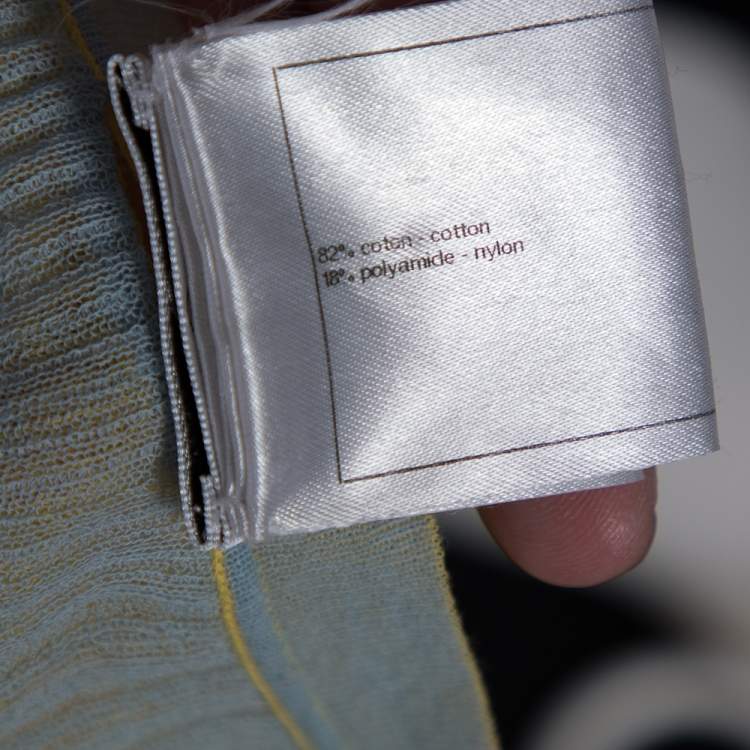 82% coton - cotton
18% polyamide - nylon